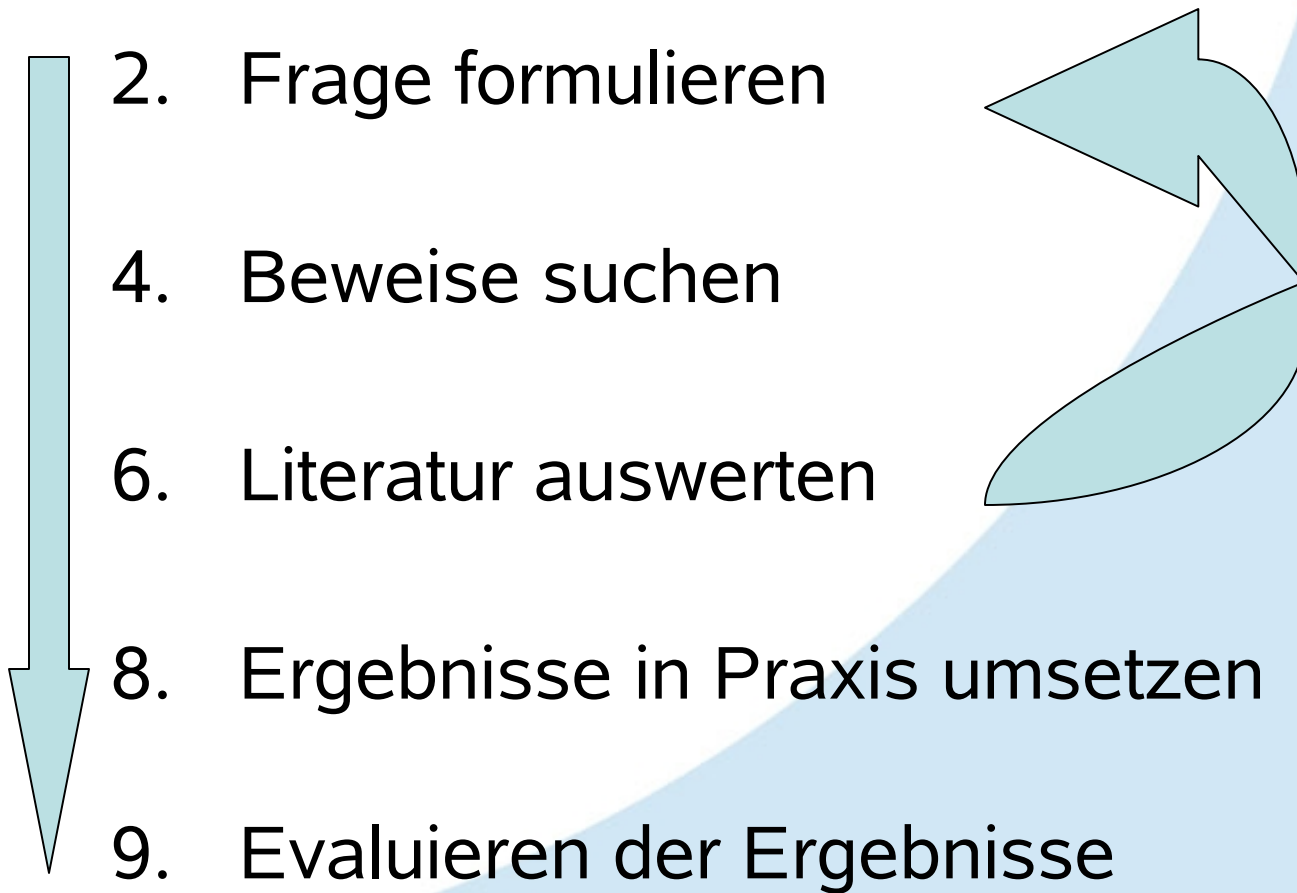 2. Frage formulieren
4. Beweise suchen
6. Literatur auswerten
8. Ergebnisse in Praxis umsetzen
9. Evaluieren der Ergebnisse